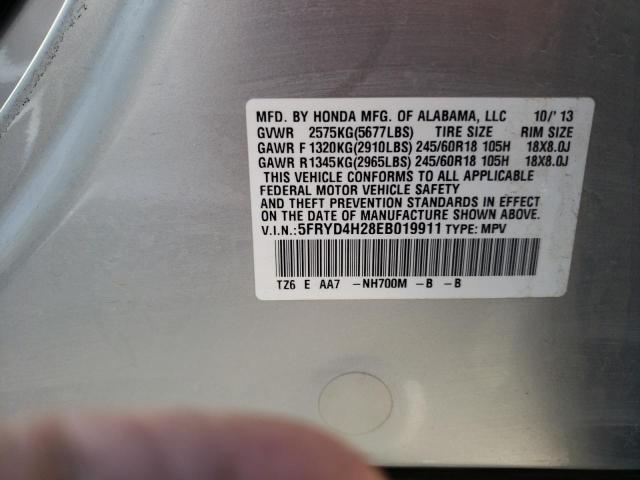 MFD. BY HONDA MFG. OF ALABAMA, LLC 10/'13
GVWR 2575KG(5677LBS) TIRE SIZE RIM SIZE
GAWR F 1320KG(2910LBS) 245/60R18 105H 18X8.0J
GAWR R 1345KG(2965LBS) 245/60R18 105H 18X8.0J
THIS VEHICLE CONFORMS TO ALL APPLICABLE
FEDERAL MOTOR VEHICLE SAFETY
AND THEFT PREVENTION STANDARDS IN EFFECT
ON THE DATE OF MANUFACTURE SHOWN ABOVE.
V.I.N.: 5FRYD4H28EB019911 TYPE: MPV
TZ6 E AA7 -NH700M -B -B